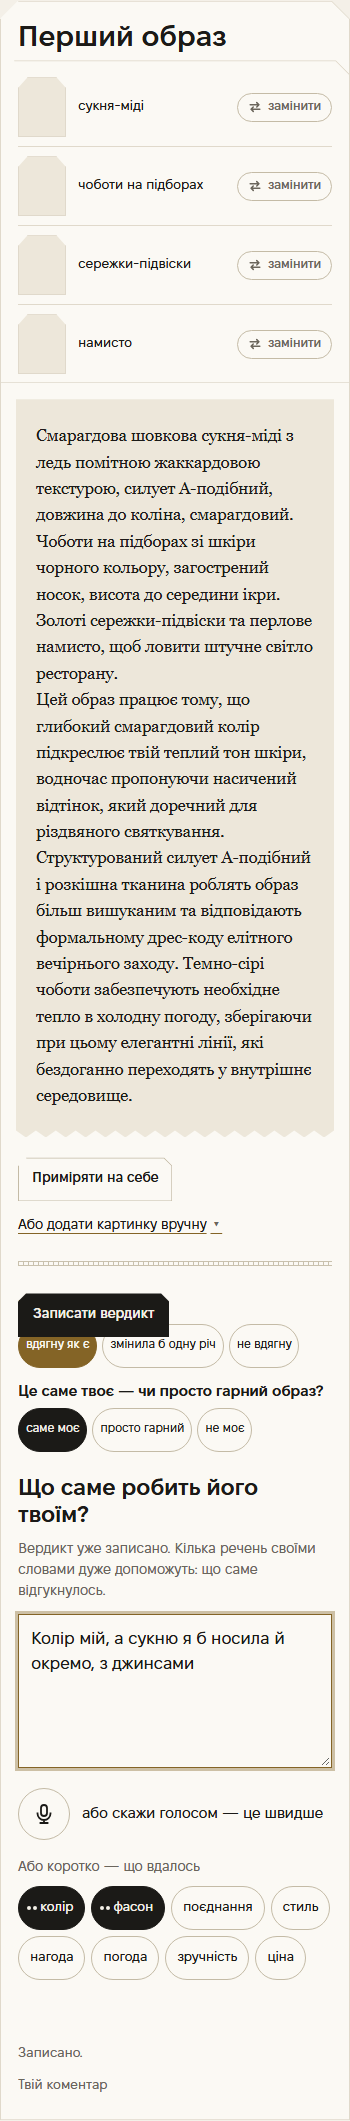 Перший образ
сукня-міді
замінити
чоботи на підборах
замінити
сережки-підвіски
замінити
намисто
замінити
Смарагдова шовкова сукня-міді з
ледь помітною жаккардовою
текстурою, силует А-подібний,
довжина до коліна, смарагдовий.
Чоботи на підборах зі шкіри
чорного кольору, загострений
носок, висота до середини ікри.
Золоті сережки-підвіски та перлове
намисто, щоб ловити штучне світло
ресторану.
Цей образ працює тому, що
глибокий смарагдовий колір
підкреслює твій теплий тон шкіри,
водночас пропонуючи насичений
відтінок, який доречний для
різдвяного святкування.
Структурований силует А-подібний
і розкішна тканина роблять образ
більш вишуканим та відповідають
формальному дрес-коду елітного
вечірнього заходу. Темно-сірі
чоботи забезпечують необхідне
тепло в холодну погоду, зберігаючи
при цьому елегантні лінії, які
бездоганно переходять у внутрішнє
середовище.
Приміряти на себе
Або додати картинку вручну
Записати вердикт
вдягну як є
змінила б одну річ
не вдягну
Це саме твоє — чи просто гарний образ?
саме моє
просто гарний
не моє
Що саме робить його
твоїм?
Вердикт уже записано. Кілька речень своїми
словами дуже допоможуть: що саме
відгукнулось.
Колір мій, а сукню я б носила й
окремо, з джинсами
або скажи голосом — це швидше
Або коротко — що вдалось
колір
фасон
поєднання
стиль
нагода
погода
зручність
ціна
Записано.
Твій коментар